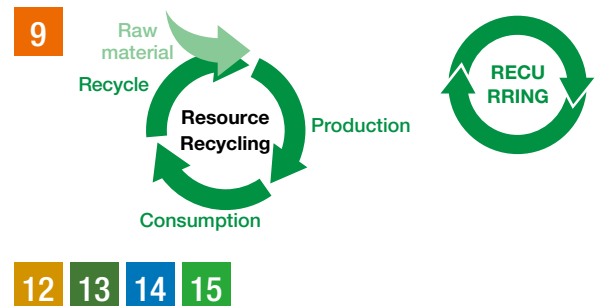 9
Raw
material
Recycle
Resource
Recycling
Production
Consumption
RECU
RRING
12 13 14 15